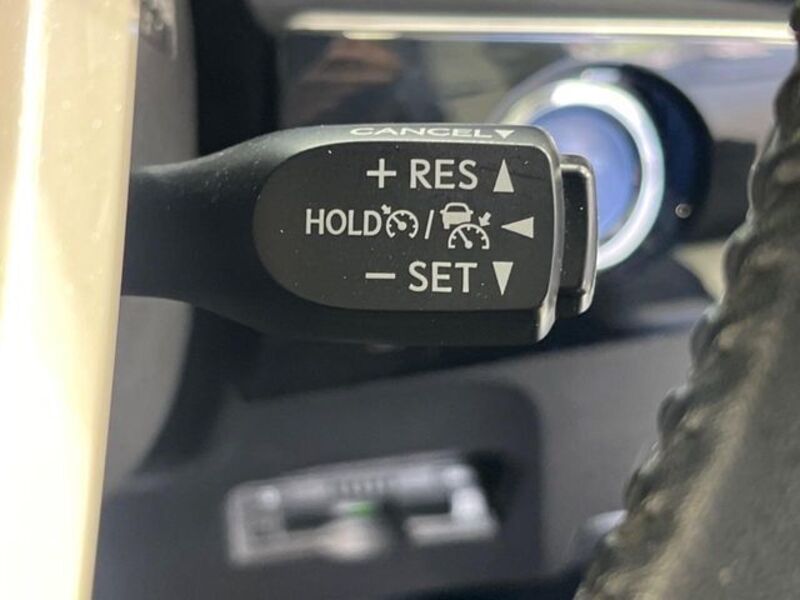 CANCEL▼
+ RES ▲
HOLD / ◀
− SET ▼